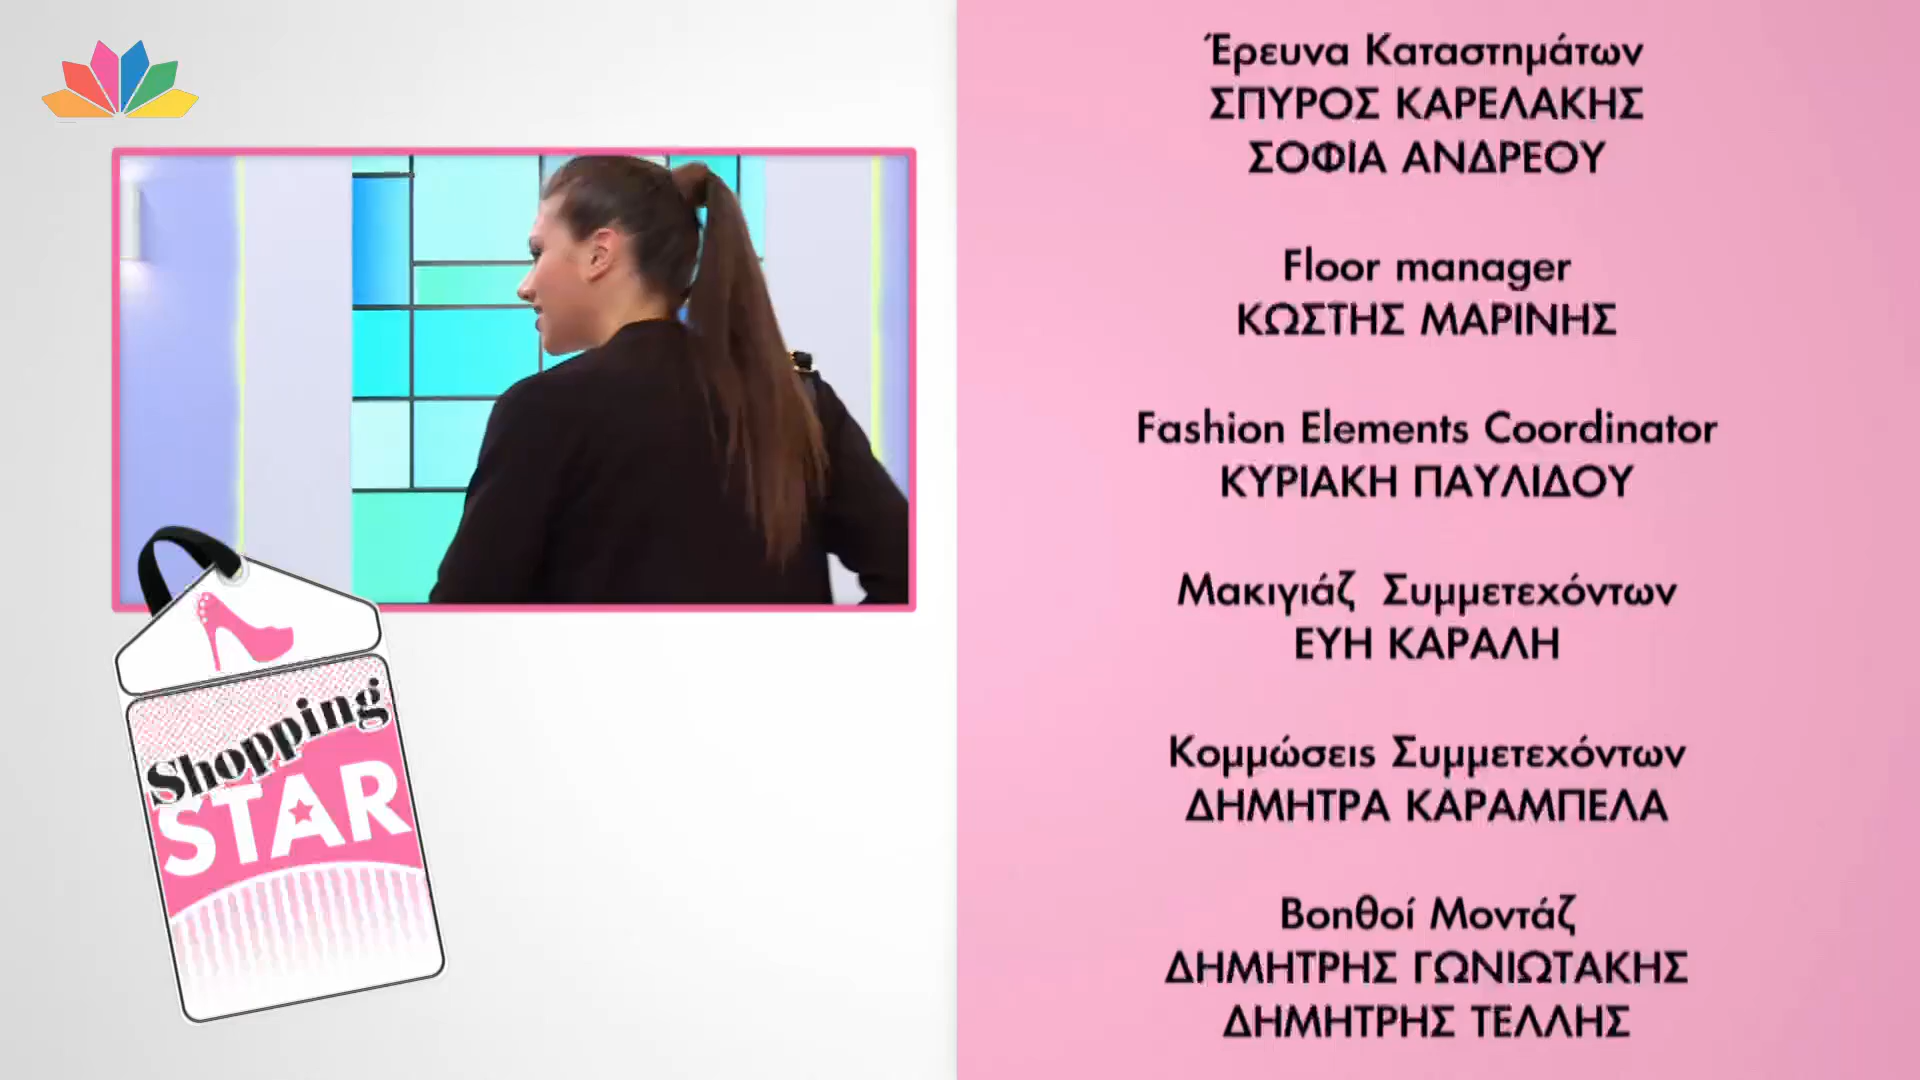 Έρευνα Καταστημάτων
ΣΠΥΡΟΣ ΚΑΡΕΛΑΚΗΣ
ΣΟΦΙΑ ΑΝΔΡΕΟΥ
Floor manager
ΚΩΣΤΗΣ ΜΑΡΙΝΗΣ
Fashion Elements Coordinator
ΚΥΡΙΑΚΗ ΠΑΥΛΙΔΟΥ
Μακιγιάζ Συμμετεχόντων
ΕΥΗ ΚΑΡΑΛΗ
Κομμώσεις Συμμετεχόντων
ΔΗΜΗΤΡΑ ΚΑΡΑΜΠΕΛΑ
Βοηθοί Μοντάζ
ΔΗΜΗΤΡΗΣ ΓΩΝΙΩΤΑΚΗΣ
ΔΗΜΗΤΡΗΣ ΤΕΛΛΗΣ
Shopping
STAR